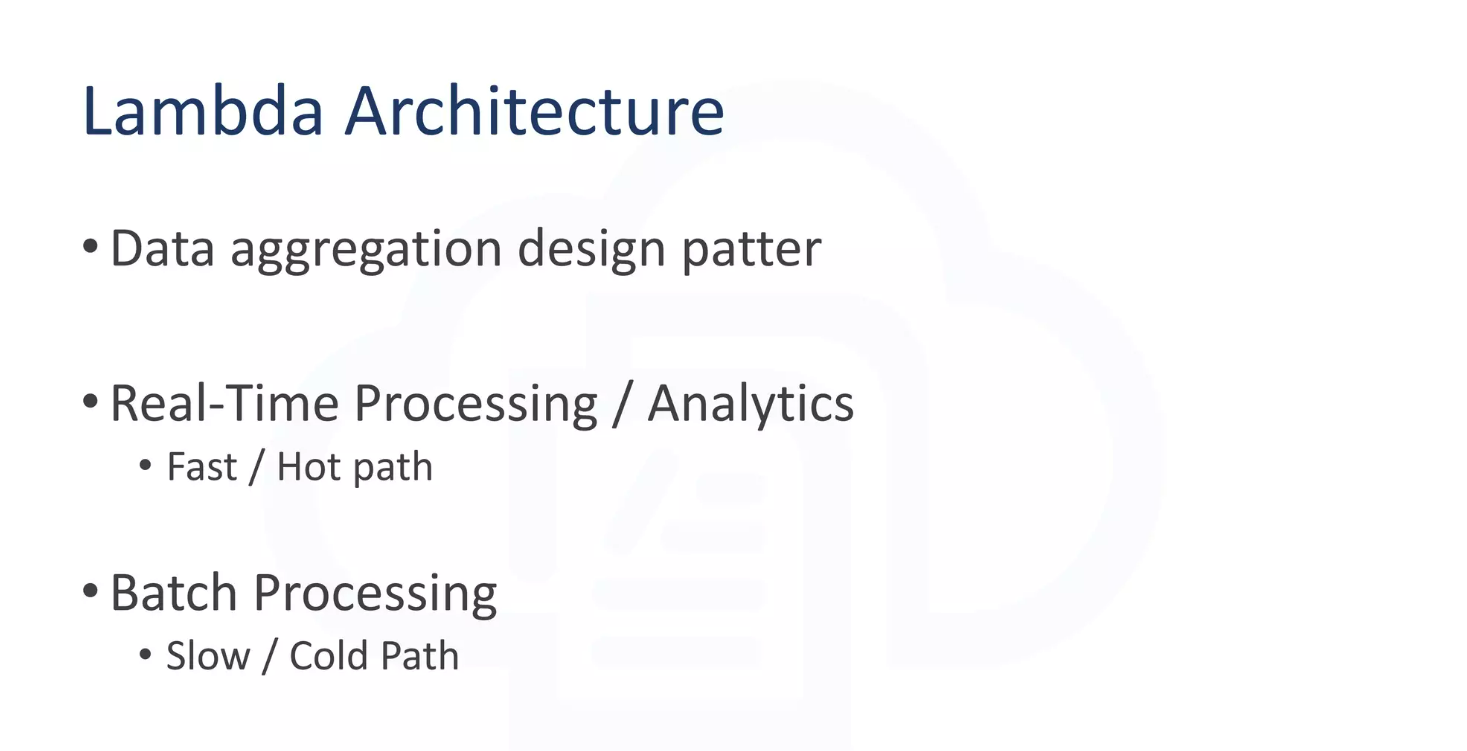 Lambda Architecture
• Data aggregation design patter
• Real-Time Processing / Analytics
• Fast / Hot path
• Batch Processing
• Slow / Cold Path